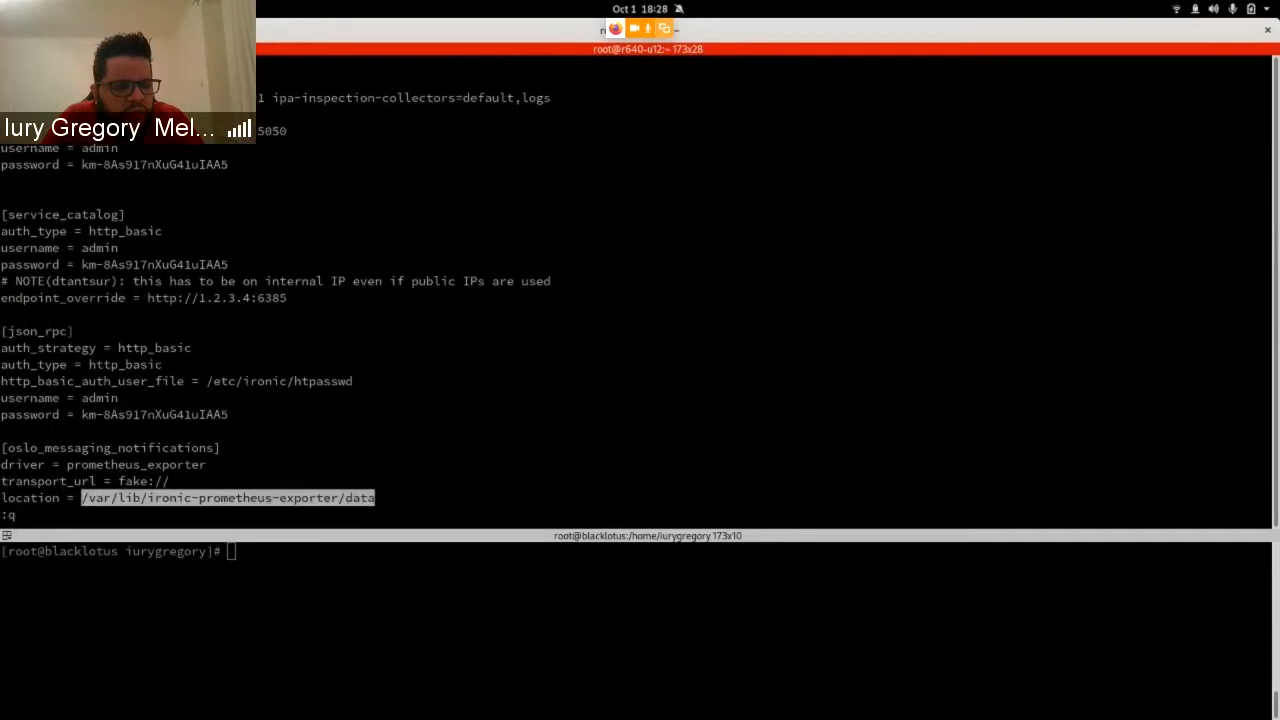 Oct 1 18:28
root@r640-u12:~ 173x28
1 ipa-inspection-collectors=default,logs
Iury Gregory Mel...
5050
username = admin
password = km-8As917nXuG41uIAA5
[service_catalog]
auth_type = http_basic
username = admin
password = km-8As917nXuG41uIAA5
# NOTE(dtantsur): this has to be on internal IP even if public IPs are used
endpoint_override = http://1.2.3.4:6385
[json_rpc]
auth_strategy = http_basic
auth_type = http_basic
http_basic_auth_user_file = /etc/ironic/htpasswd
username = admin
password = km-8As917nXuG41uIAA5
[oslo_messaging_notifications]
driver = prometheus_exporter
transport_url = fake://
location = /var/lib/ironic-prometheus-exporter/data
:q
root@blacklotus:/home/iurygregory 173x10
[root@blacklotus iurygregory]#